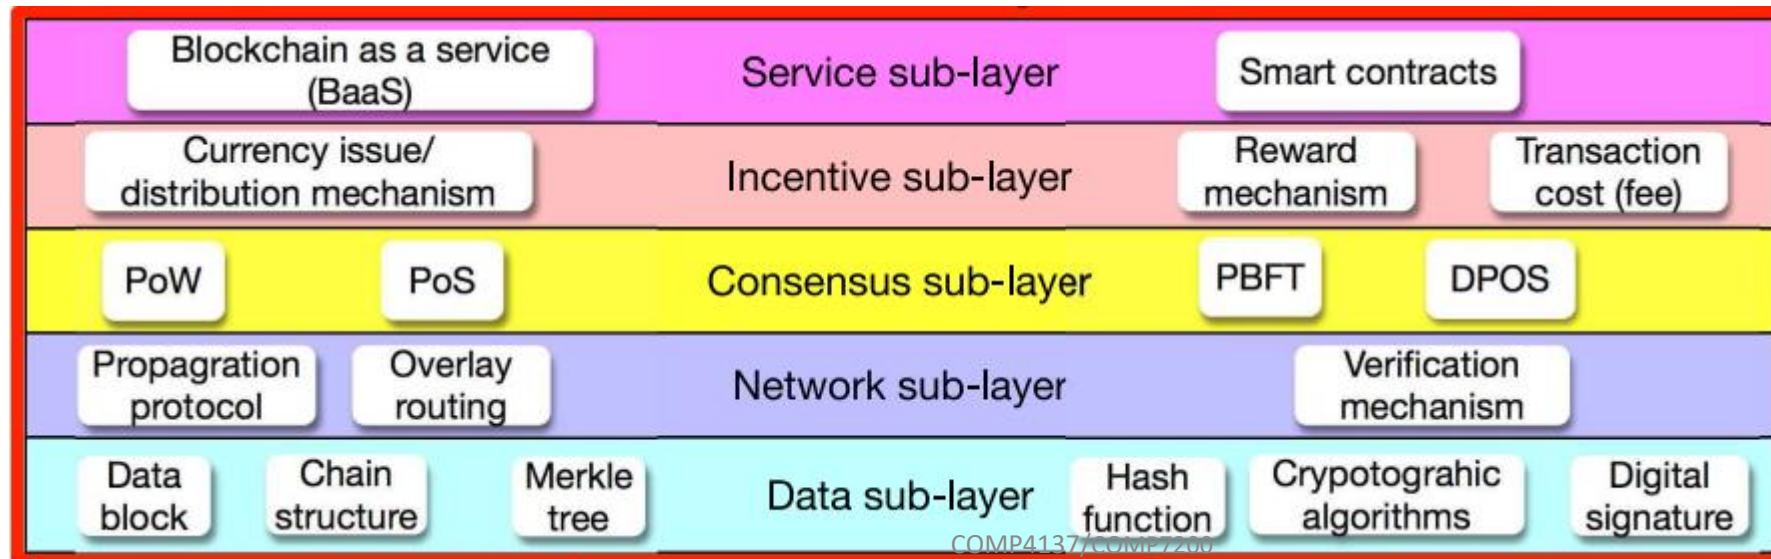 Blockchain as a service
(BaaS)
Service sub-layer
Smart contracts
Currency issue/
distribution mechanism
Incentive sub-layer
Reward
mechanism
Transaction
cost (fee)
PoW
PoS
Consensus sub-layer
PBFT
DPOS
Propagration
protocol
Overlay
routing
Network sub-layer
Verification
mechanism
Data
block
Chain
structure
Merkle
tree
Data sub-layer
Hash
function
Crypotograhic
algorithms
Digital
signature
COMP4137/COMP7200